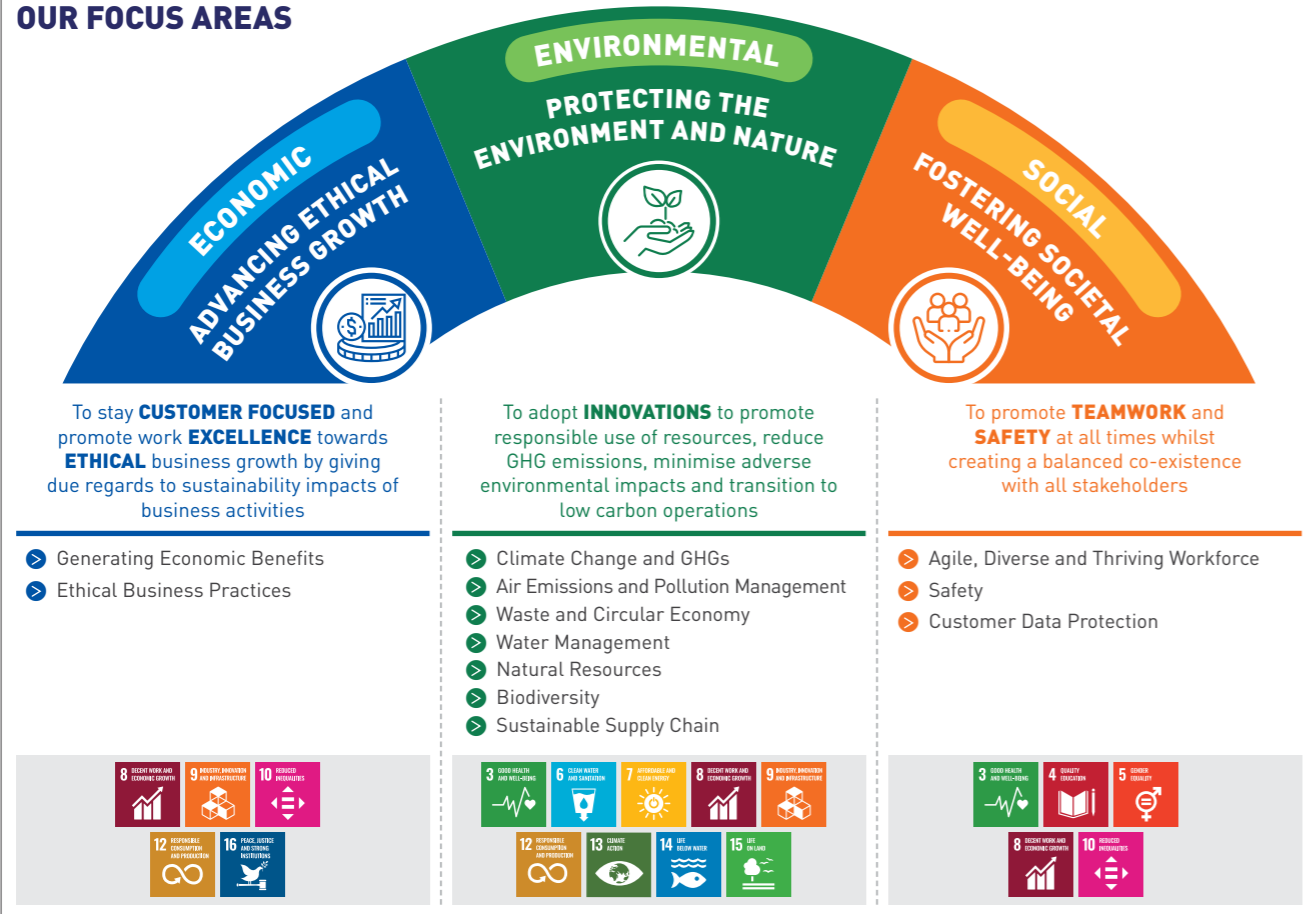 OUR FOCUS AREAS
ECONOMIC
ADVANCING ETHICAL
BUSINESS GROWTH
$
ENVIRONMENTAL
PROTECTING THE
ENVIRONMENT AND NATURE
SOCIAL
FOSTERING SOCIETAL
WELL-BEING
To stay CUSTOMER FOCUSED and
promote work EXCELLENCE towards
ETHICAL business growth by giving
due regards to sustainability impacts of
business activities
Generating Economic Benefits
Ethical Business Practices
8 DECENT WORK AND
ECONOMIC GROWTH
9 INDUSTRY, INNOVATION
AND INFRASTRUCTURE
10 REDUCED
INEQUALITIES
12 RESPONSIBLE
CONSUMPTION
AND PRODUCTION
16 PEACE, JUSTICE
AND STRONG
INSTITUTIONS
To adopt INNOVATIONS to promote
responsible use of resources, reduce
GHG emissions, minimise adverse
environmental impacts and transition to
low carbon operations
Climate Change and GHGs
Air Emissions and Pollution Management
Waste and Circular Economy
Water Management
Natural Resources
Biodiversity
Sustainable Supply Chain
3 GOOD HEALTH
AND WELL-BEING
6 CLEAN WATER
AND SANITATION
7 AFFORDABLE AND
CLEAN ENERGY
8 DECENT WORK AND
ECONOMIC GROWTH
9 INDUSTRY, INNOVATION
AND INFRASTRUCTURE
12 RESPONSIBLE
CONSUMPTION
AND PRODUCTION
13 CLIMATE
ACTION
14 LIFE
BELOW WATER
15 LIFE
ON LAND
To promote TEAMWORK and
SAFETY at all times whilst
creating a balanced co-existence
with all stakeholders
Agile, Diverse and Thriving Workforce
Safety
Customer Data Protection
3 GOOD HEALTH
AND WELL-BEING
4 QUALITY
EDUCATION
5 GENDER
EQUALITY
8 DECENT WORK AND
ECONOMIC GROWTH
10 REDUCED
INEQUALITIES